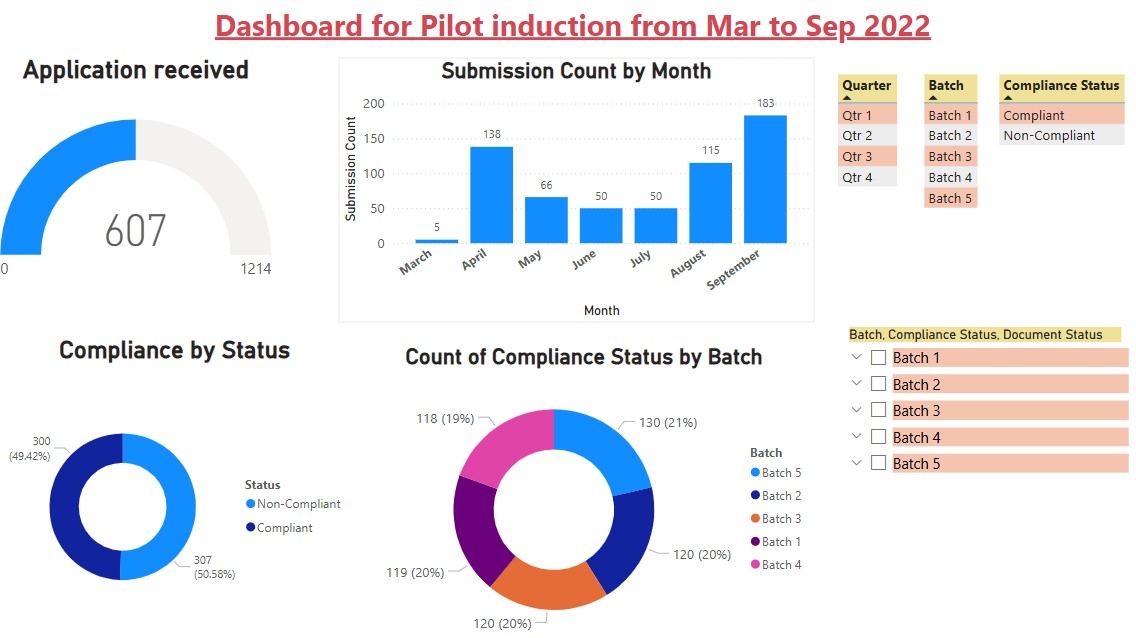 Dashboard for Pilot induction from Mar to Sep 2022
Application received
607
0
1214
Submission Count by Month
Submission Count
200
150
100
50
0
5
138
66
50
50
115
183
March
April
May
June
July
August
September
Month
Quarter
Qtr 1
Qtr 2
Qtr 3
Qtr 4
Batch
Batch 1
Batch 2
Batch 3
Batch 4
Batch 5
Compliance Status
Compliant
Non-Compliant
Compliance by Status
300
(49.42%)
307
(50.58%)
Status
Non-Compliant
Compliant
Count of Compliance Status by Batch
118 (19%)
130 (21%)
119 (20%)
120 (20%)
120 (20%)
Batch
Batch 5
Batch 2
Batch 3
Batch 1
Batch 4
Batch, Compliance Status, Document Status
Batch 1
Batch 2
Batch 3
Batch 4
Batch 5